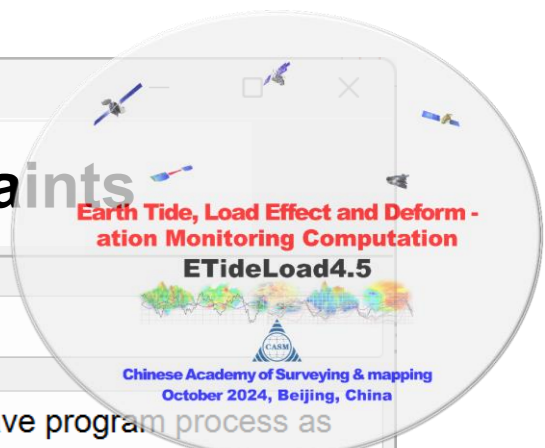 aints
Earth Tide, Load Effect and Deform -
ation Monitoring Computation
ETideLoad4.5
CASM
Chinese Academy of Surveying & mapping
October 2024, Beijing, China
ve program process as